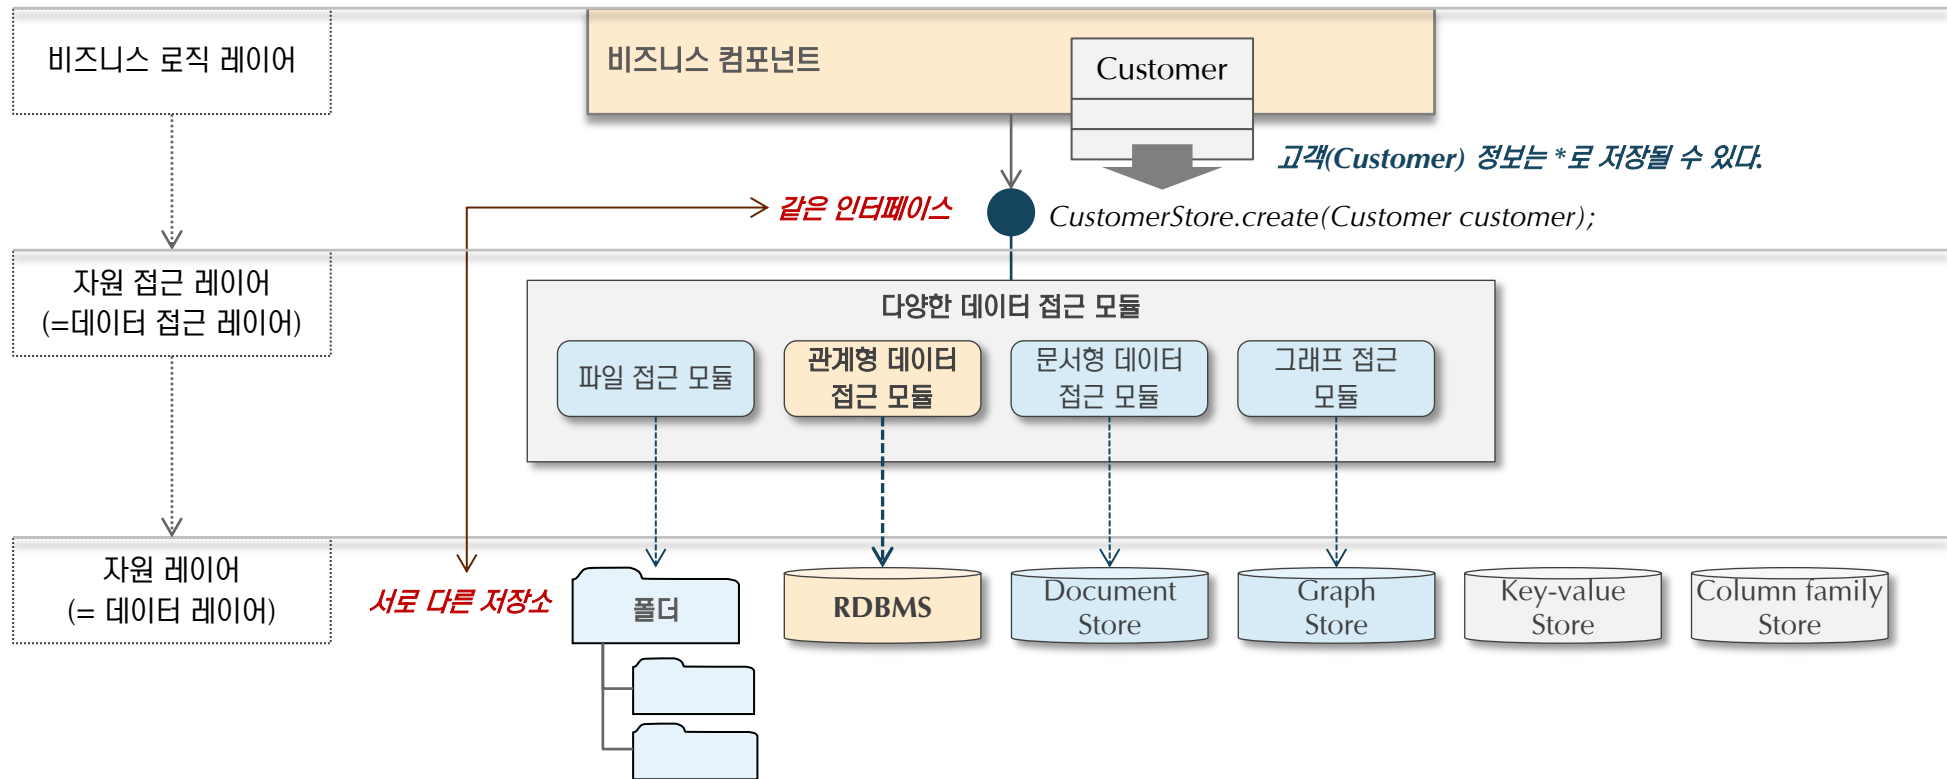 비즈니스 로직 레이어
비즈니스 컴포넌트
Customer
고객(Customer) 정보는 *로 저장될 수 있다.
같은 인터페이스
CustomerStore.create(Customer customer);
자원 접근 레이어
(=데이터 접근 레이어)
다양한 데이터 접근 모듈
파일 접근 모듈
관계형 데이터
접근 모듈
문서형 데이터
접근 모듈
그래프 접근
모듈
자원 레이어
(= 데이터 레이어)
서로 다른 저장소
폴더
RDBMS
Document
Store
Graph
Store
Key-value
Store
Column family
Store